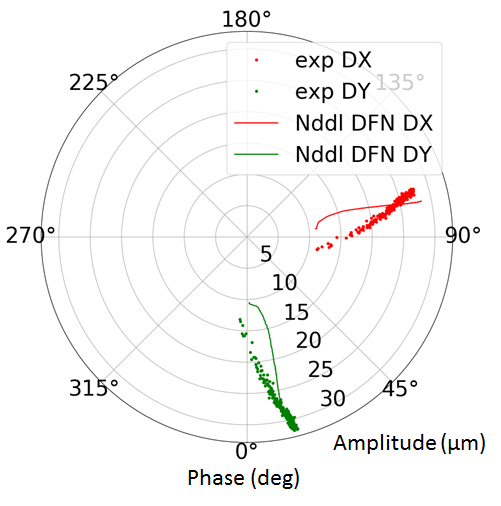 180°
225°
135°
exp DX
exp DY
Nddl DFN DX
Nddl DFN DY
270°
90°
5
10
15
20
25
30
315°
45°
0°
Amplitude (μm)
Phase (deg)